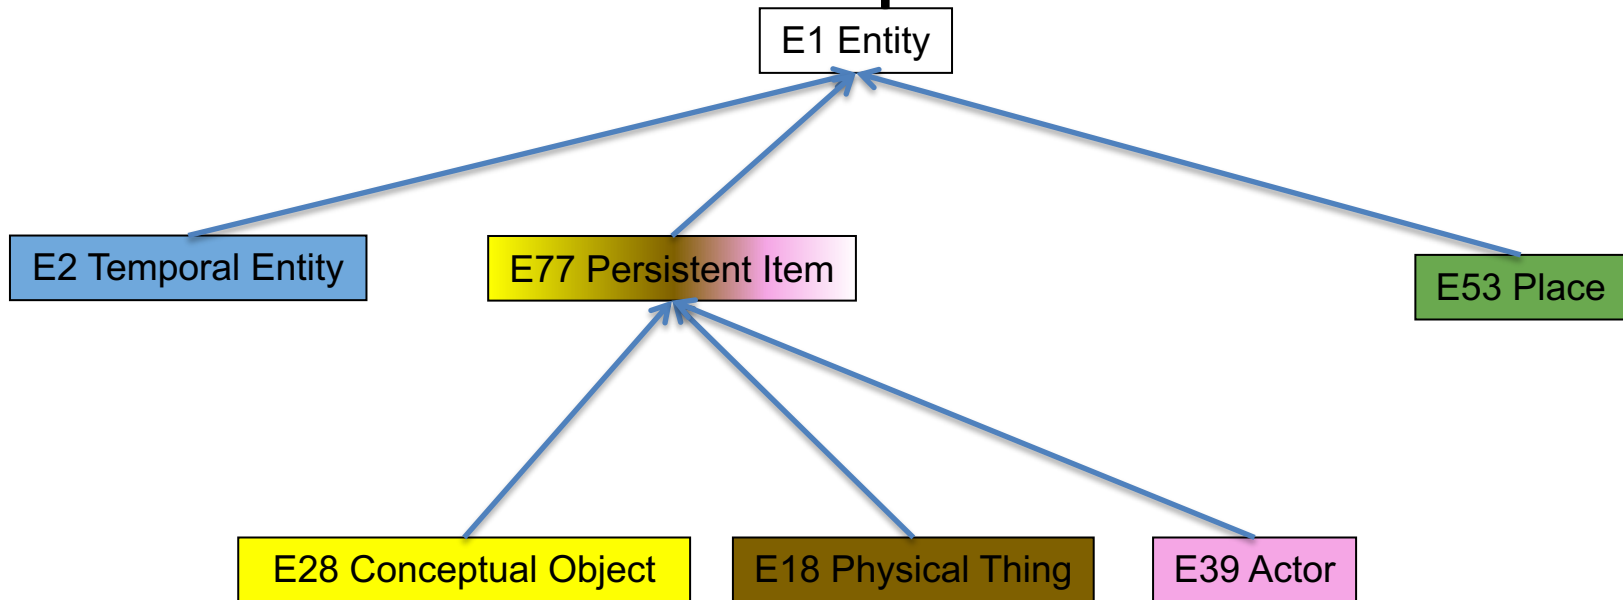 E1 Entity
E2 Temporal Entity
E77 Persistent Item
E53 Place
E28 Conceptual Object
E18 Physical Thing
E39 Actor